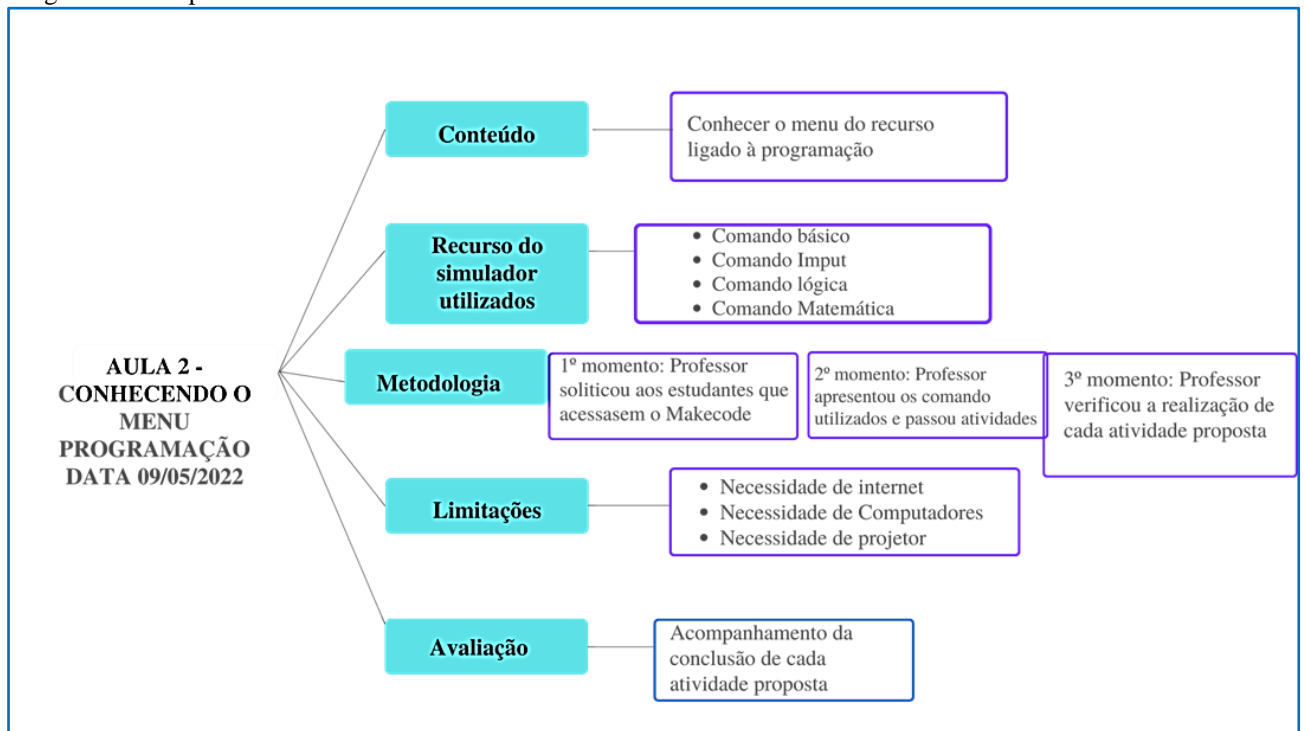 Conteúdo
Conhecer o menu do recurso
ligado à programação
Recurso do
simulador
utilizados
• Comando básico
• Comando Imput
• Comando lógica
• Comando Matemática
AULA 2 -
CONHECENDO O
MENU
PROGRAMAÇÃO
DATA 09/05/2022
Metodologia
1º momento: Professor
soliticou aos estudantes que
acessasem o Makecode
2º momento: Professor
apresentou os comando
utilizados e passou atividades
3º momento: Professor
verificou a realização de
cada atividade proposta
Limitações
• Necessidade de internet
• Necessidade de Computadores
• Necessidade de projetor
Avaliação
Acompanhamento da
conclusão de cada
atividade proposta